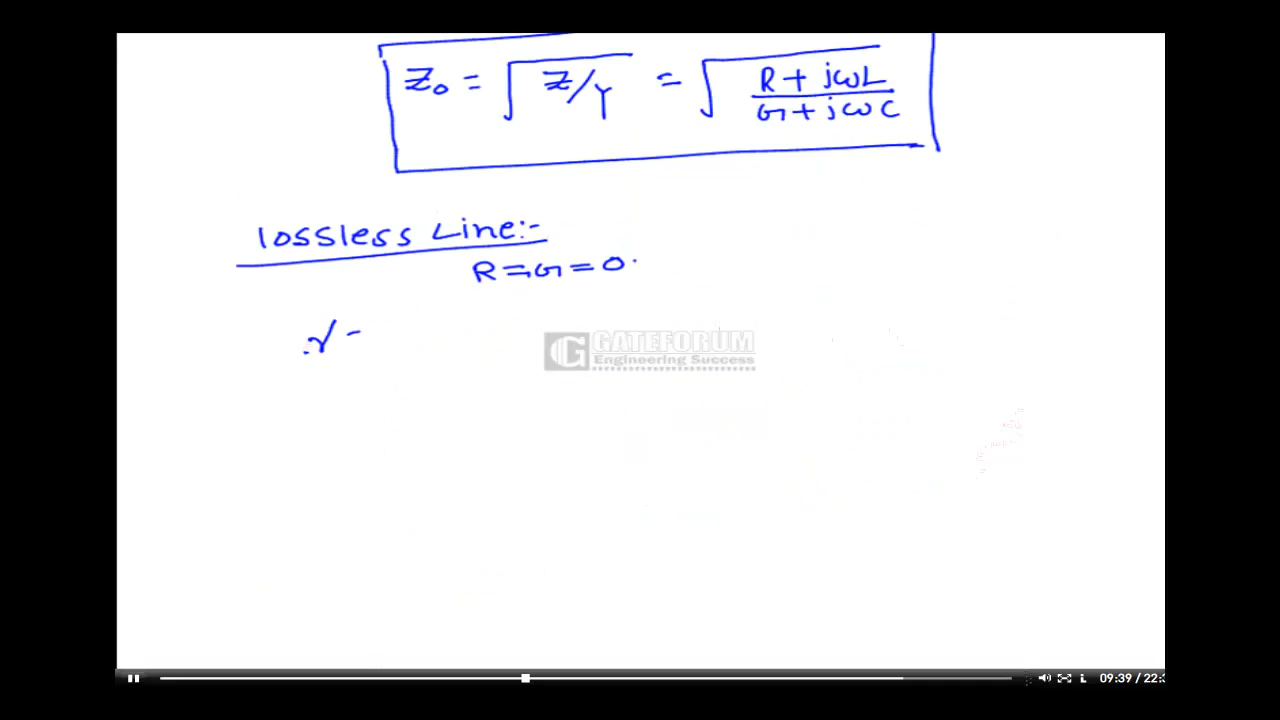 Z₀ = √Z/Y = √(R + jωL / G + jωC)
lossless Line:-
R = G = 0.
γ =
GATEFORUM
Engineering Success
09:39 / 22: